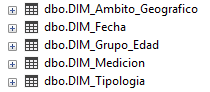 dbo.DIM_Ambito_Geografico
dbo.DIM_Fecha
dbo.DIM_Grupo_Edad
dbo.DIM_Medicion
dbo.DIM_Tipologia